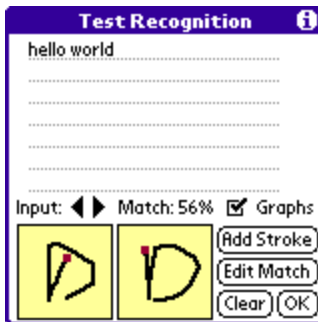 Test Recognition
hello world
Input: Match: 56% Graphs
Add Stroke
Edit Match
Clear OK